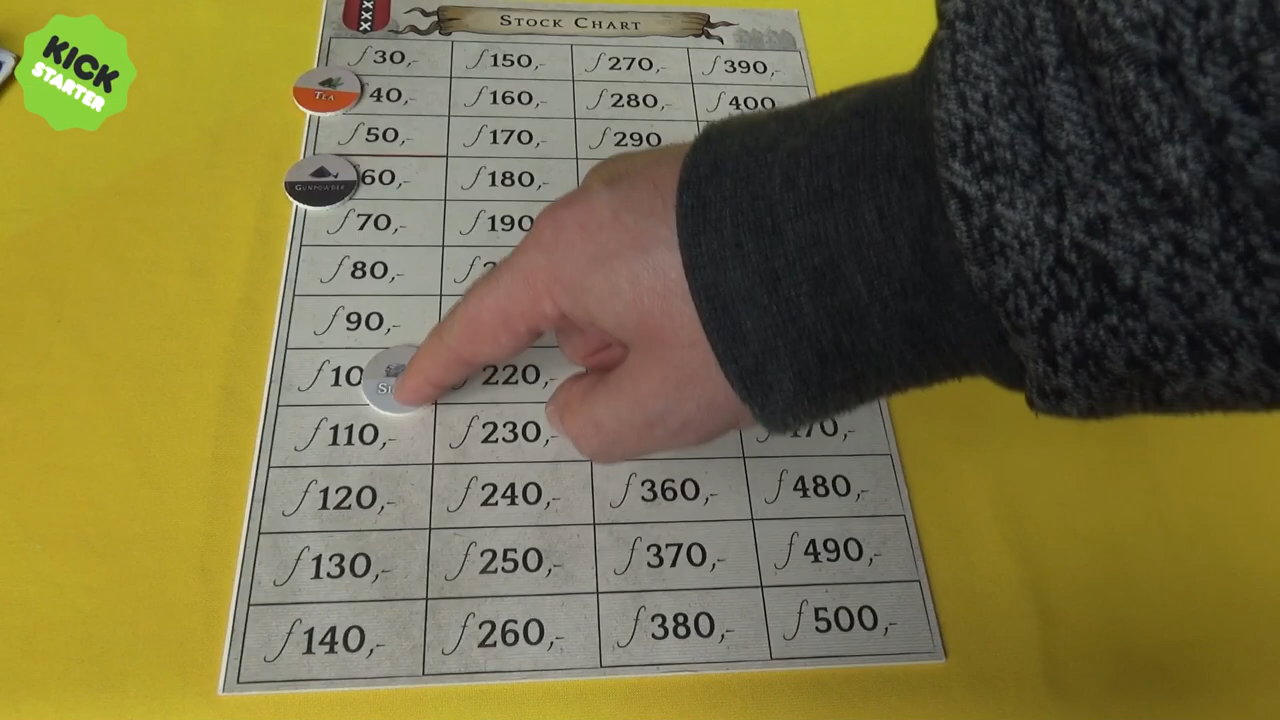 KICK
STARTER
XXX
STOCK CHART
ƒ30,- ƒ150,- ƒ270,- ƒ390,-
TEA
40,- ƒ160,- ƒ280,- ƒ400
ƒ50,- ƒ170,- ƒ290
GUNPOWDER
60,- ƒ180,-
ƒ70,- ƒ190
ƒ80,-
ƒ90,-
ƒ10 220,-
ƒ110,- ƒ230,- 470,-
ƒ120,- ƒ240,- ƒ360,- ƒ480,-
ƒ130,- ƒ250,- ƒ370,- ƒ490,-
ƒ140,- ƒ260,- ƒ380,- ƒ500,-